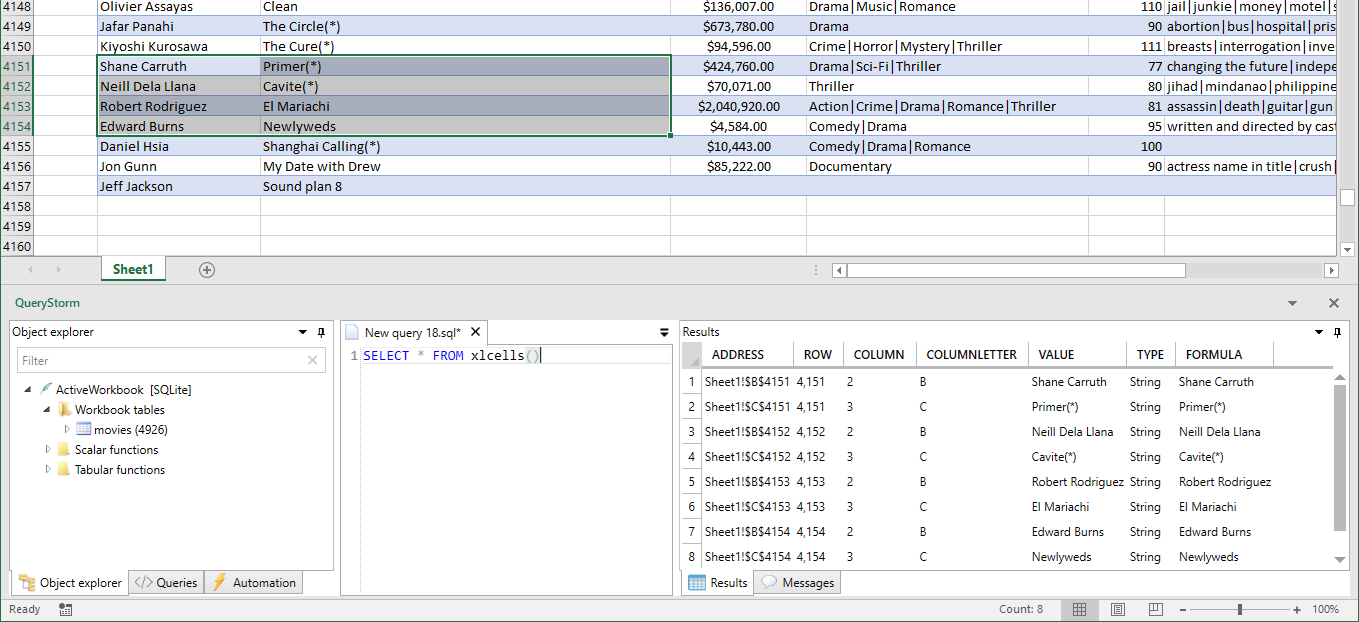 4148 Olivier Assayas Clean $136,007.00 Drama|Music|Romance 110 jail|junkie|money|motel|s
4149 Jafar Panahi The Circle(*) $673,780.00 Drama 90 abortion|bus|hospital|pris
4150 Kiyoshi Kurosawa The Cure(*) $94,596.00 Crime|Horror|Mystery|Thriller 111 breasts|interrogation|inve
4151 Shane Carruth Primer(*) $424,760.00 Drama|Sci-Fi|Thriller 77 changing the future|indepe
4152 Neill Dela Llana Cavite(*) $70,071.00 Thriller 80 jihad|mindanao|philippine
4153 Robert Rodriguez El Mariachi $2,040,920.00 Action|Crime|Drama|Romance|Thriller 81 assassin|death|guitar|gun
4154 Edward Burns Newlyweds $4,584.00 Comedy|Drama 95 written and directed by cast
4155 Daniel Hsia Shanghai Calling(*) $10,443.00 Comedy|Drama|Romance 100
4156 Jon Gunn My Date with Drew $85,222.00 Documentary 90 actress name in title|crush|
4157 Jeff Jackson Sound plan 8
4158
4159
4160
Sheet1
QueryStorm
Object explorer
Filter
ActiveWorkbook [SQLite]
Workbook tables
movies (4926)
Scalar functions
Tabular functions
Object explorer Queries Automation
New query 18.sql*
1 SELECT * FROM xlcells()
Results
ADDRESS ROW COLUMN COLUMNLETTER VALUE TYPE FORMULA
1 Sheet1!$B$4151 4,151 2 B Shane Carruth String Shane Carruth
2 Sheet1!$C$4151 4,151 3 C Primer(*) String Primer(*)
3 Sheet1!$B$4152 4,152 2 B Neill Dela Llana String Neill Dela Llana
4 Sheet1!$C$4152 4,152 3 C Cavite(*) String Cavite(*)
5 Sheet1!$B$4153 4,153 2 B Robert Rodriguez String Robert Rodriguez
6 Sheet1!$C$4153 4,153 3 C El Mariachi String El Mariachi
7 Sheet1!$B$4154 4,154 2 B Edward Burns String Edward Burns
8 Sheet1!$C$4154 4,154 3 C Newlyweds String Newlyweds
Results Messages
Ready Count: 8 100%